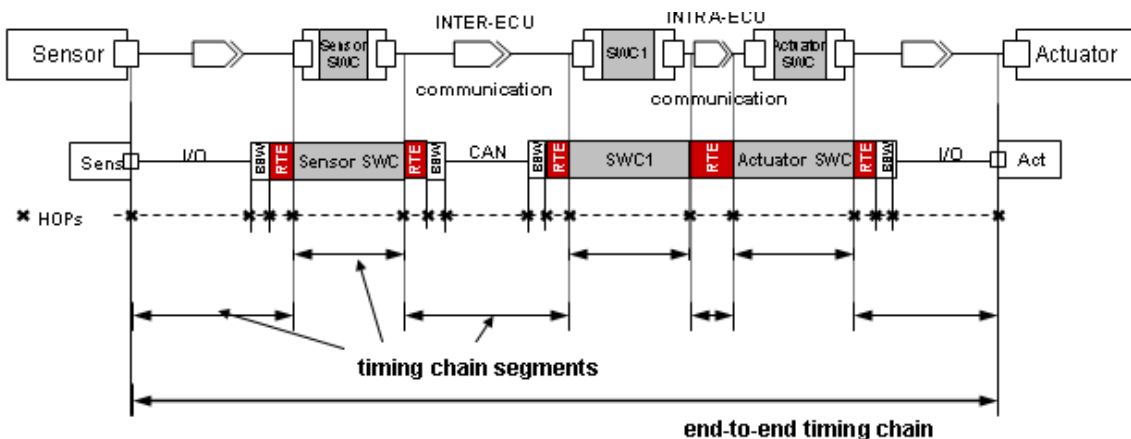 INTER-ECU
INTRA-ECU
Sensor
Sensor SWC
SWC1
Actuator SWC
Actuator
communication
communication
Sens
I/O
BBW
RTE
Sensor SWC
RTE
BBW
CAN
BBW
RTE
SWC1
RTE
Actuator SWC
RTE
BBW
I/O
Act
HOPs
timing chain segments
end-to-end timing chain